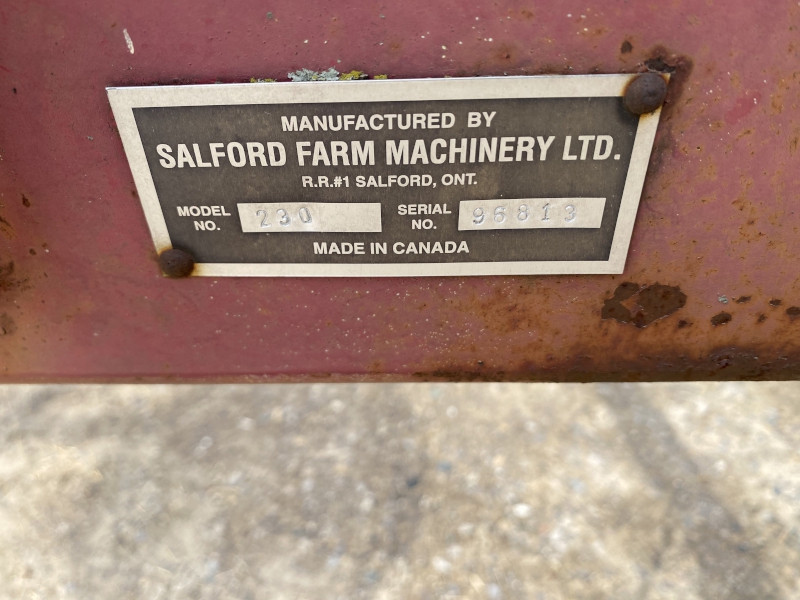 MANUFACTURED BY
SALFORD FARM MACHINERY LTD.
R.R.#1 SALFORD, ONT.
MODEL NO. 230 SERIAL NO. 96813
MADE IN CANADA